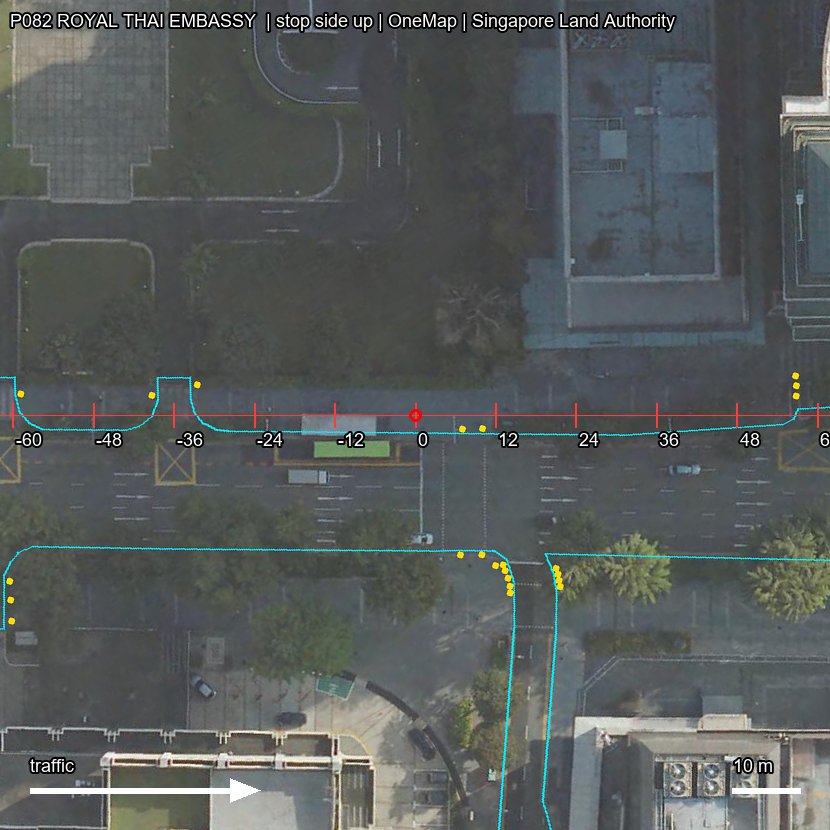 P082 ROYAL THAI EMBASSY | stop side up | OneMap | Singapore Land Authority
-60 -48 -36 -24 -12 0 12 24 36 48 6
traffic
10 m